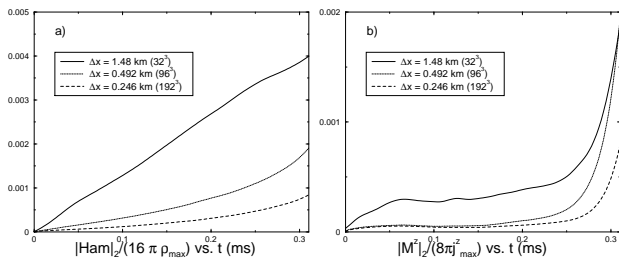 0.005
0.004
0.003
0.002
0.001
0
a)
Δx = 1.48 km (32³)
Δx = 0.492 km (96³)
Δx = 0.246 km (192³)
0 0.1 0.2 0.3
|Ham|₂/(16 π ρ_max) vs. t (ms)
0.002
0.001
0
b)
Δx = 1.48 km (32³)
Δx = 0.492 km (96³)
Δx = 0.246 km (192³)
0 0.1 0.2 0.3
|M^z|₂/(8πj^z_max) vs. t (ms)